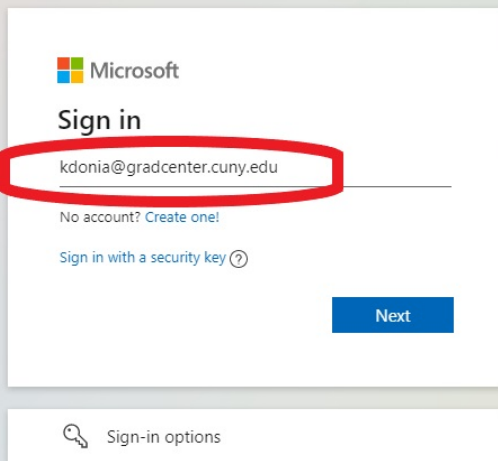 Microsoft
Sign in
kdonia@gradcenter.cuny.edu
No account? Create one!
Sign in with a security key ?
Next
Sign-in options